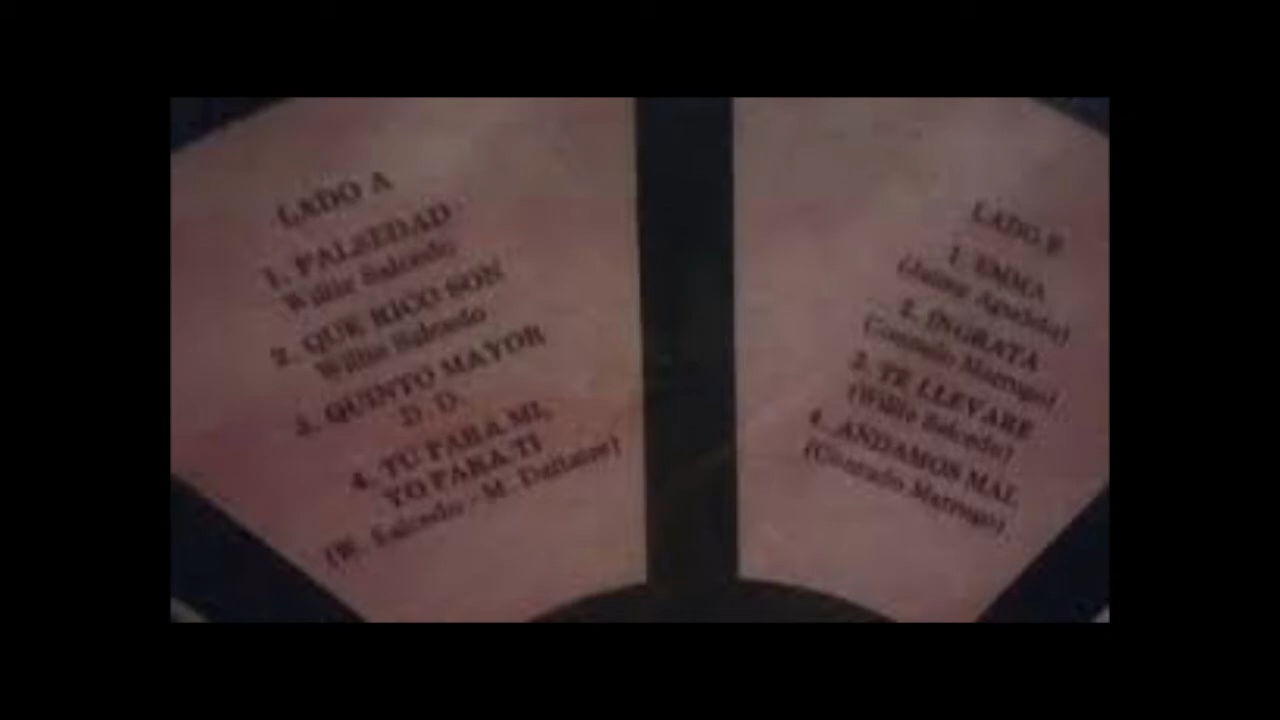 LADO A
1. FALSEDAD
Willie Salcedo
2. QUE RICO SON
Willie Salcedo
3. QUINTO MAYOR
D. D.
4. TU PARA MI,
YO PARA TI
(W. Salcedo - M.
LADO B
1. EMMA
(Jaime
2. INGRATA
(Conrado Marrugo)
3. TE LLEVARE
(Willie Salcedo)
4. ANDAMOS MAL
(Conrado Marrugo)